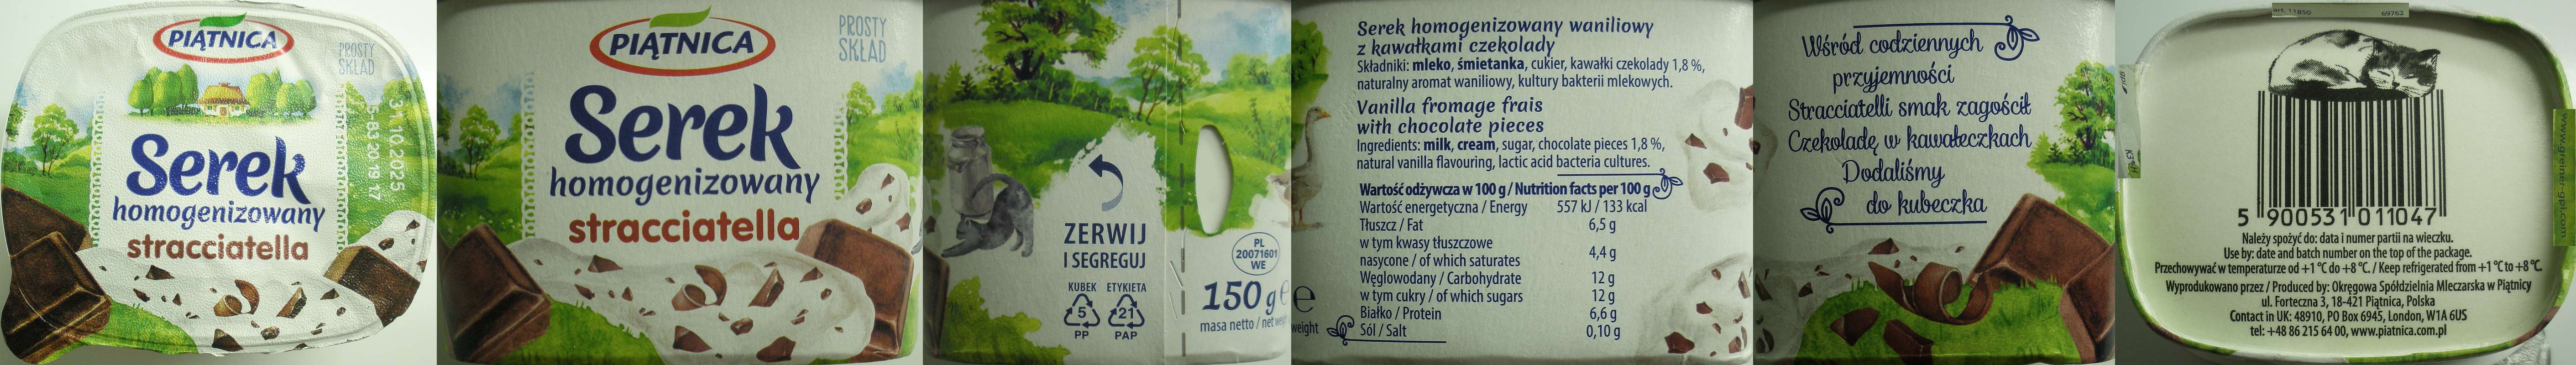 PIĄTNICA
PROSTY
SKŁAD
Serek
homogenizowany
stracciatella
31.10.2025
5-83 20:09 17
PIĄTNICA
PROSTY
SKŁAD
Serek
homogenizowany
stracciatella
ZERWIJ
I SEGREGUJ
KUBEK ETYKIETA
5 21
PP PAP
PL
20071601
WE
150 g e
masa netto / net weight
Serek homogenizowany waniliowy
z kawałkami czekolady
Składniki: mleko, śmietanka, cukier, kawałki czekolady 1,8 %,
naturalny aromat waniliowy, kultury bakterii mlekowych.
Vanilla fromage frais
with chocolate pieces
Ingredients: milk, cream, sugar, chocolate pieces 1,8 %,
natural vanilla flavouring, lactic acid bacteria cultures.
Wartość odżywcza w 100 g / Nutrition facts per 100 g
Wartość energetyczna / Energy 557 kJ / 133 kcal
Tłuszcz / Fat 6,5 g
w tym kwasy tłuszczowe
nasycone / of which saturates 4,4 g
Węglowodany / Carbohydrate 12 g
w tym cukry / of which sugars 12 g
Białko / Protein 6,6 g
Sól / Salt 0,10 g
Wśród codziennych
przyjemności
Stracciatelli smak zagościł
Czekoladę w kawałeczkach
Dodaliśmy
do kubeczka
art. 11850 69762
5 900531 011047
Należy spożyć do: data i numer partii na wieczku.
Use by: date and batch number on the top of the package.
Przechowywać w temperaturze od +1 °C do +8 °C. / Keep refrigerated from +1 °C to +8 °C.
Wyprodukowano przez / Produced by: Okręgowa Spółdzielnia Mleczarska w Piątnicy
ul. Forteczna 3, 18-421 Piątnica, Polska
Contact in UK: 48910, PO Box 6945, London, W1A 6US
tel: +48 86 215 64 00, www.piatnica.com.pl